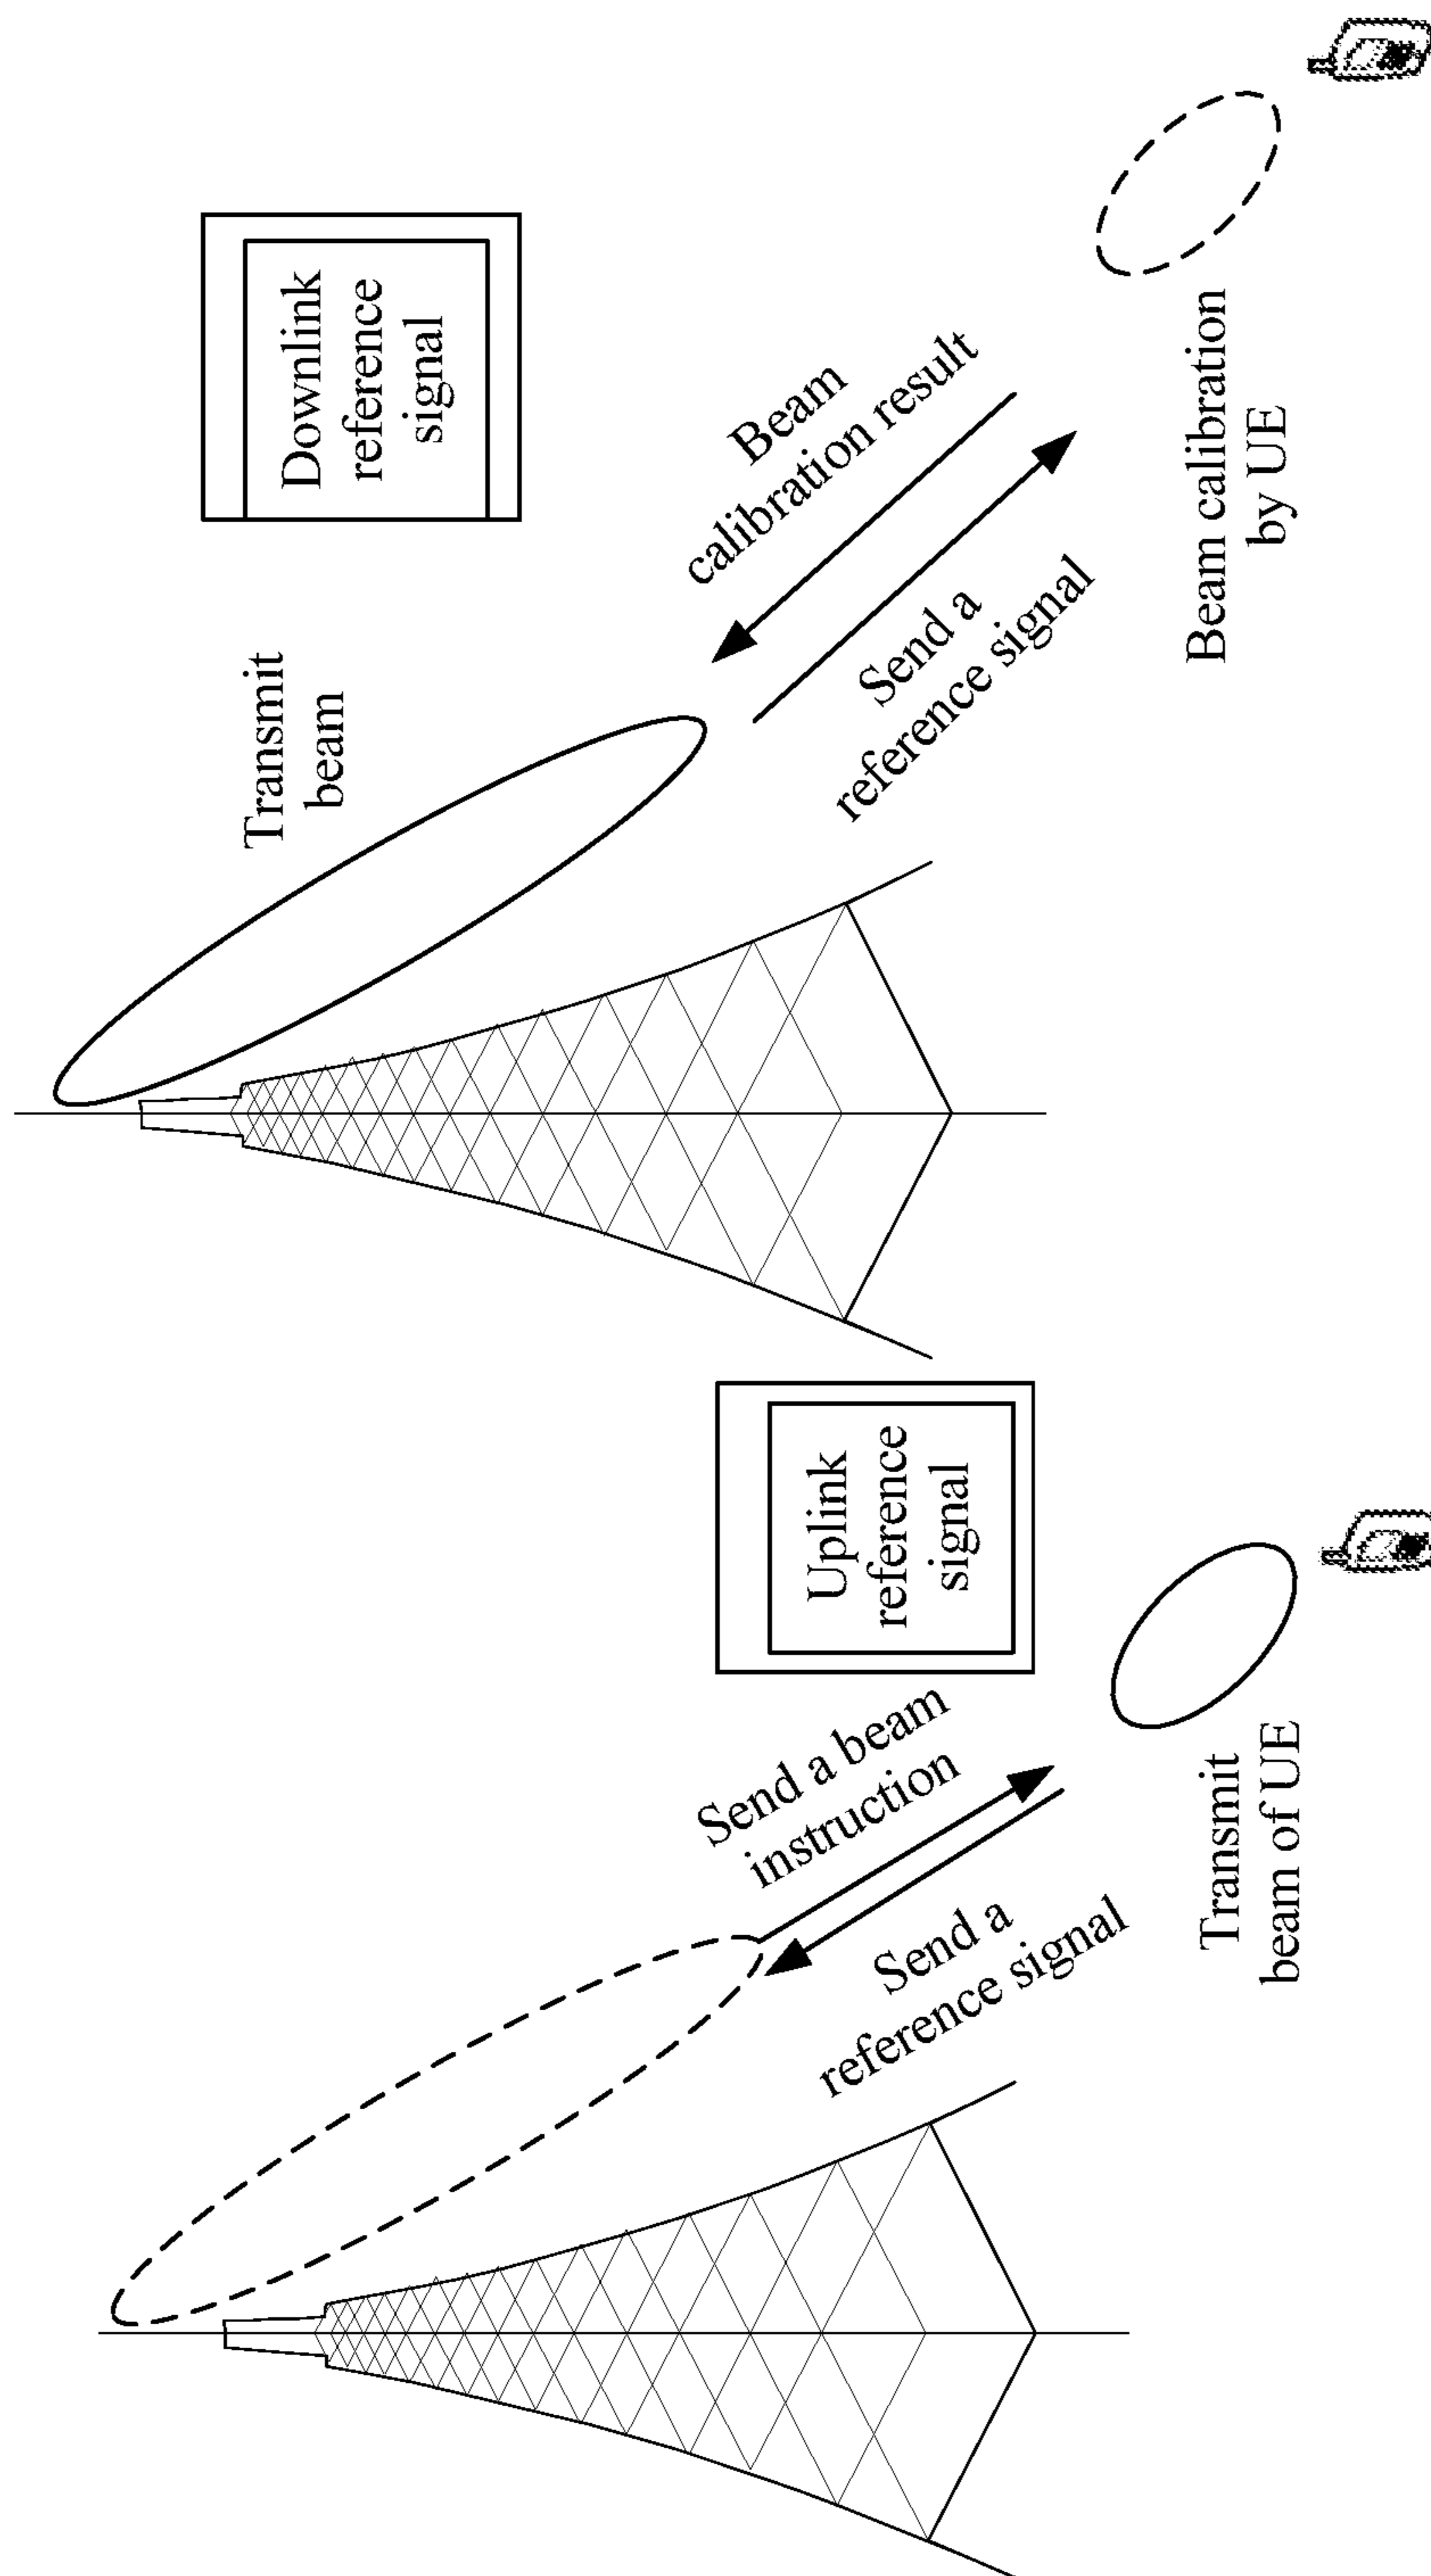 Send a beam
instruction
Send a
reference signal
Transmit
beam of UE
Uplink
reference
signal
Transmit
beam
Beam
calibration result
Send a
reference signal
Beam calibration
by UE
Downlink
reference
signal